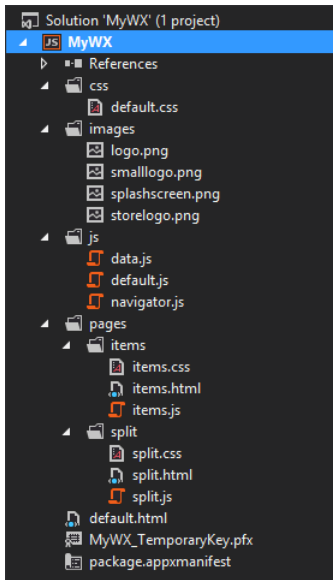 Solution 'MyWX' (1 project)
JS MyWX
References
css
default.css
images
logo.png
smalllogo.png
splashscreen.png
storelogo.png
js
data.js
default.js
navigator.js
pages
items
items.css
items.html
items.js
split
split.css
split.html
split.js
default.html
MyWX_TemporaryKey.pfx
package.appxmanifest